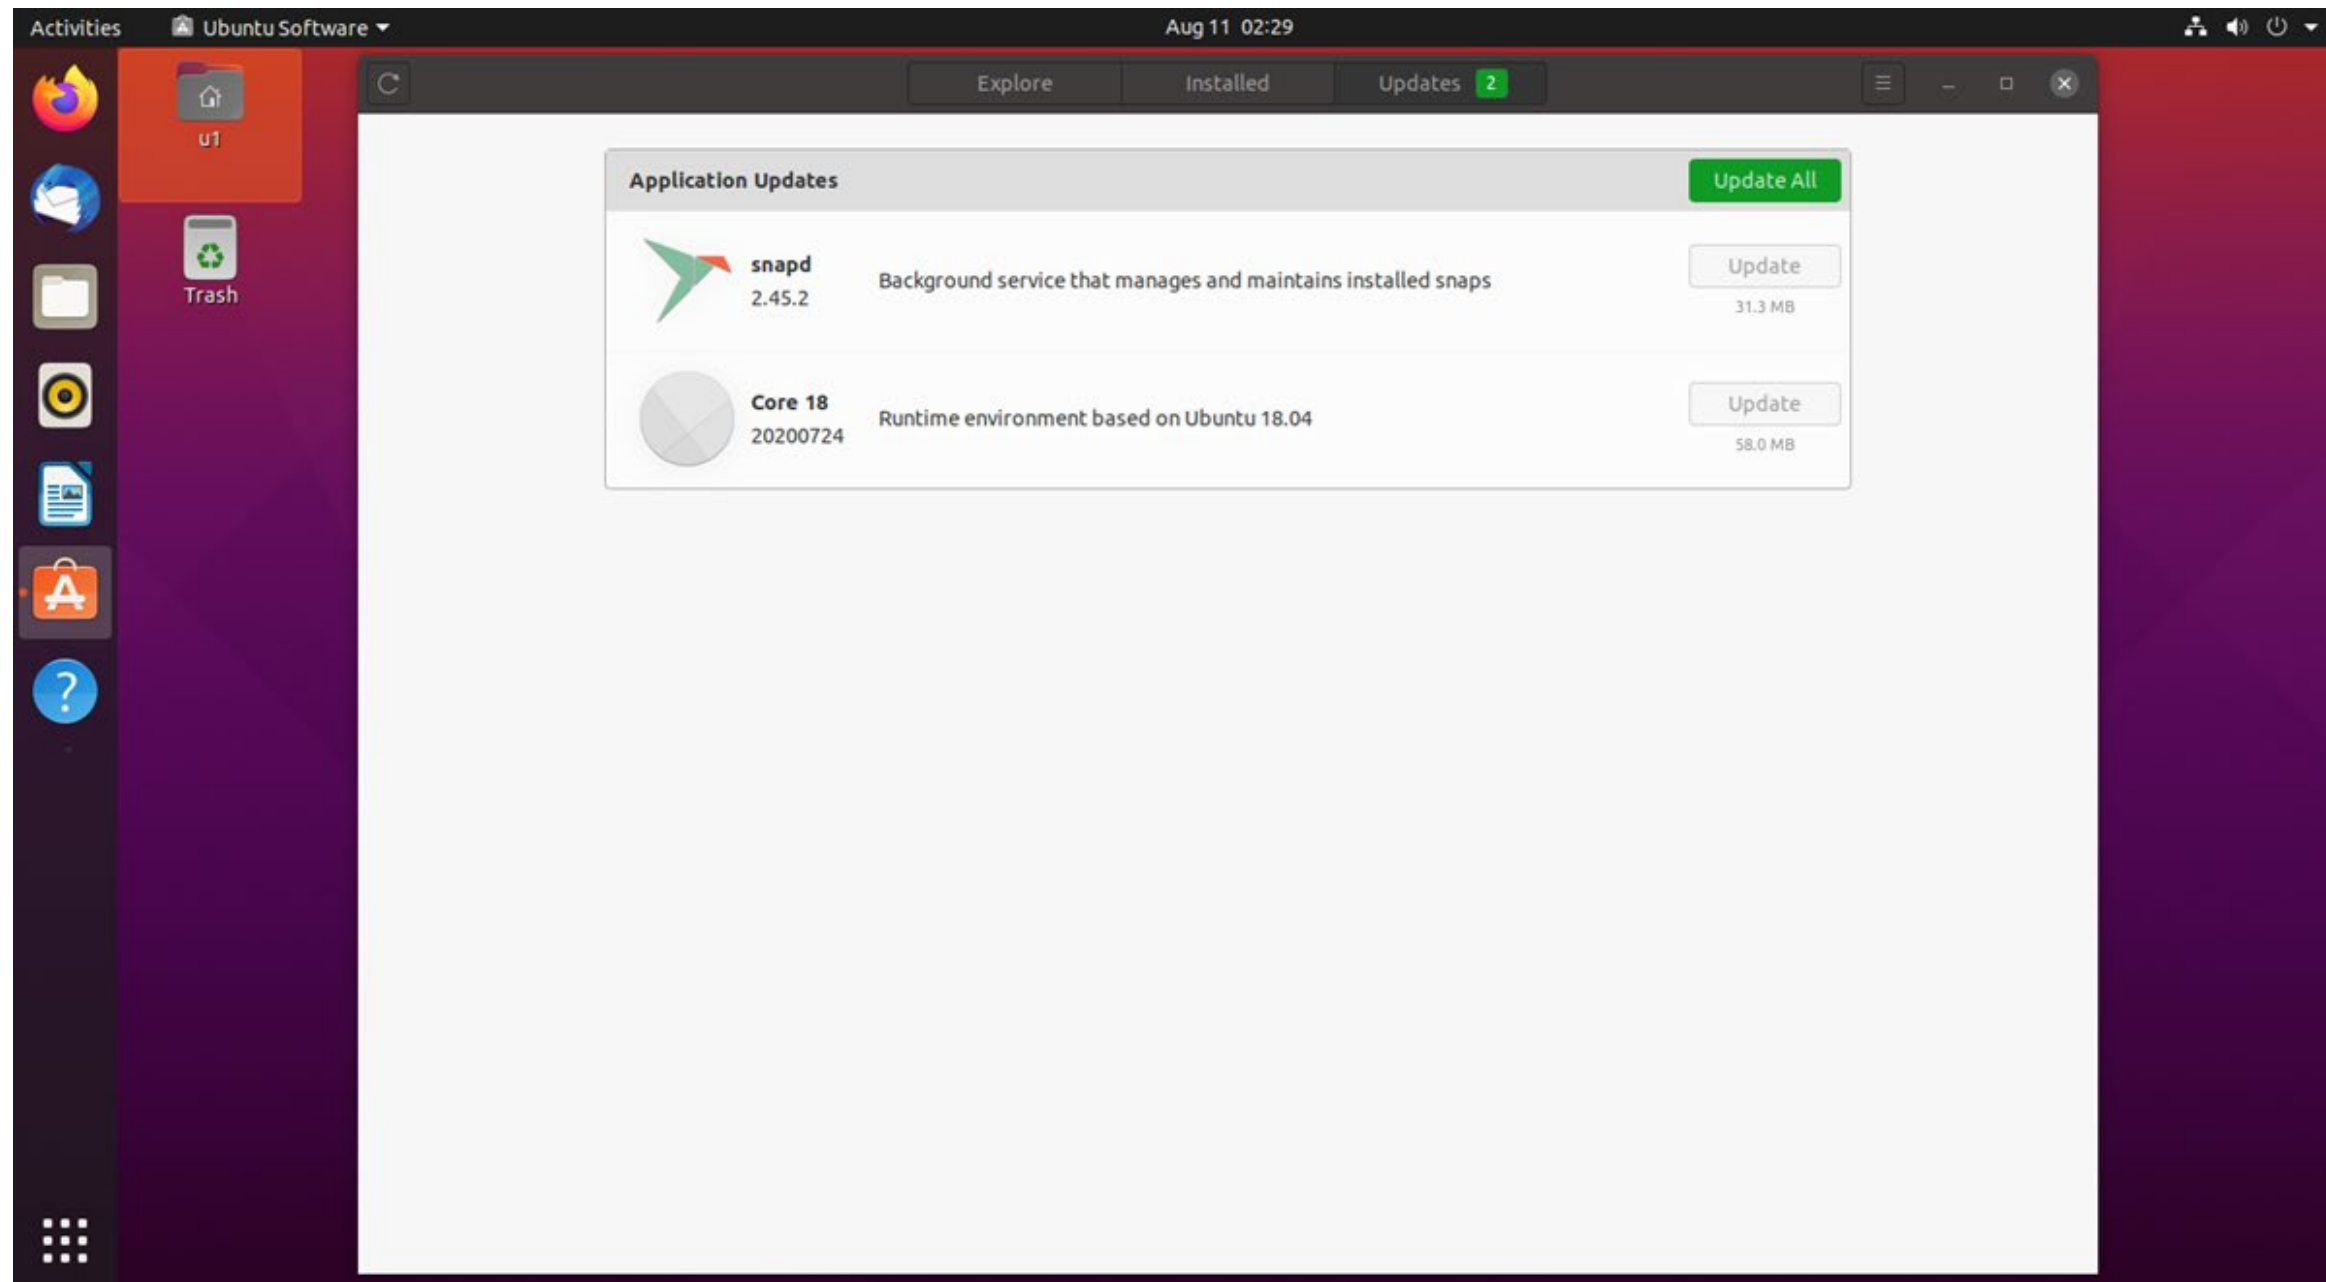 Activities Ubuntu Software Aug 11 02:29
u1
Trash
Explore Installed Updates 2
Application Updates Update All
snapd
2.45.2
Background service that manages and maintains installed snaps
Update
31.3 MB
Core 18
20200724
Runtime environment based on Ubuntu 18.04
Update
58.0 MB